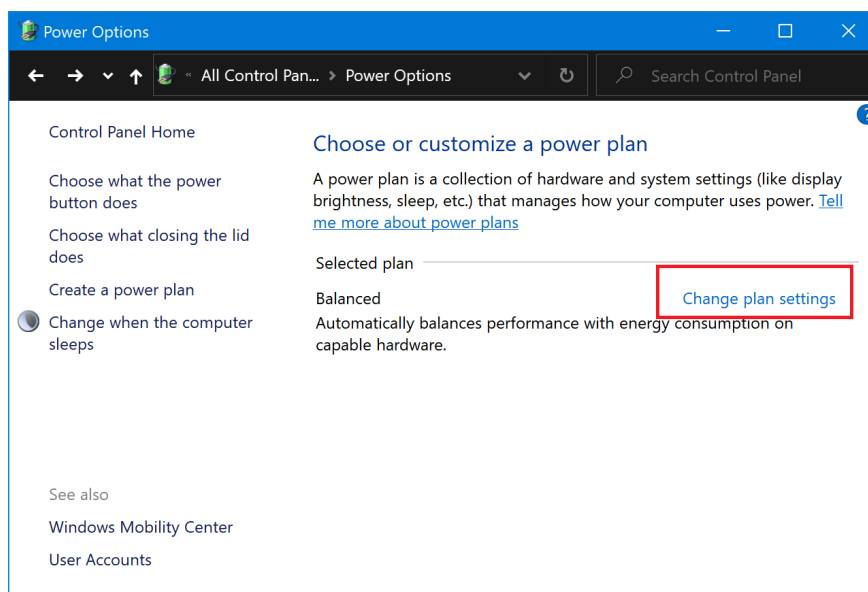 Power Options
« All Control Pan... > Power Options
Search Control Panel
?
Control Panel Home
Choose what the power
button does
Choose what closing the lid
does
Create a power plan
Change when the computer
sleeps
See also
Windows Mobility Center
User Accounts
Choose or customize a power plan
A power plan is a collection of hardware and system settings (like display
brightness, sleep, etc.) that manages how your computer uses power. Tell
me more about power plans
Selected plan
Balanced
Change plan settings
Automatically balances performance with energy consumption on
capable hardware.